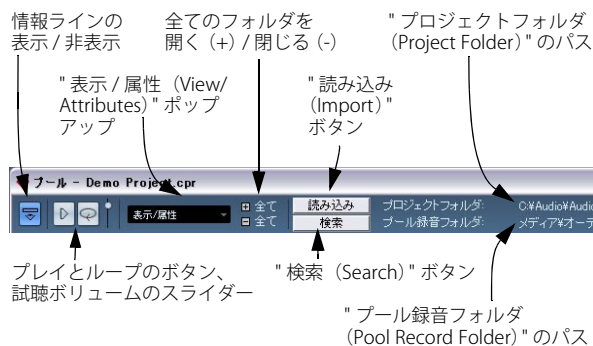 情報ラインの
表示 / 非表示
全てのフォルダを
開く (+) / 閉じる (-)
" プロジェクトフォルダ
(Project Folder)" のパス
" 表示 / 属性（View/
Attributes)" ポップ
アップ
" 読み込み
(Import)"
ボタン
プール - Demo Project.cpr
表示/属性
全て
全て
読み込み
検索
プロジェクトフォルダ:
プール録音フォルダ:
C:¥Audio¥Audio
メディア¥オーデ
プレイとループのボタン、
試聴ボリュームのスライダー
" 検索（Search)" ボタン
" プール録音フォルダ
(Pool Record Folder)" のパス